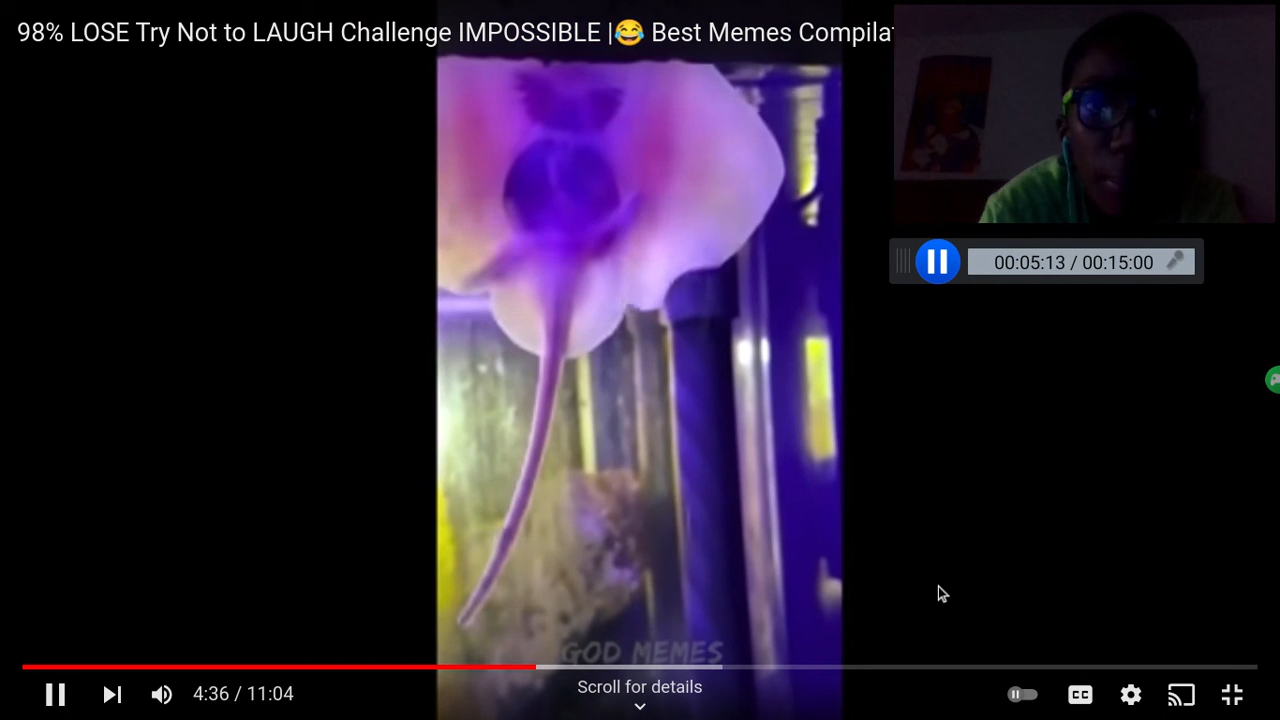 98% LOSE Try Not to LAUGH Challenge IMPOSSIBLE |😂 Best Memes Compila
00:05:13 / 00:15:00
GOD MEMES
Scroll for details
4:36 / 11:04
CC